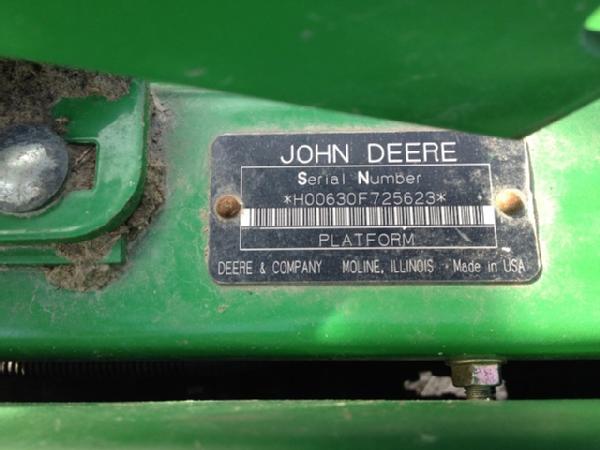 JOHN DEERE
Serial Number
*H00630F725623*
PLATFORM
DEERE & COMPANY MOLINE, ILLINOIS Made in USA